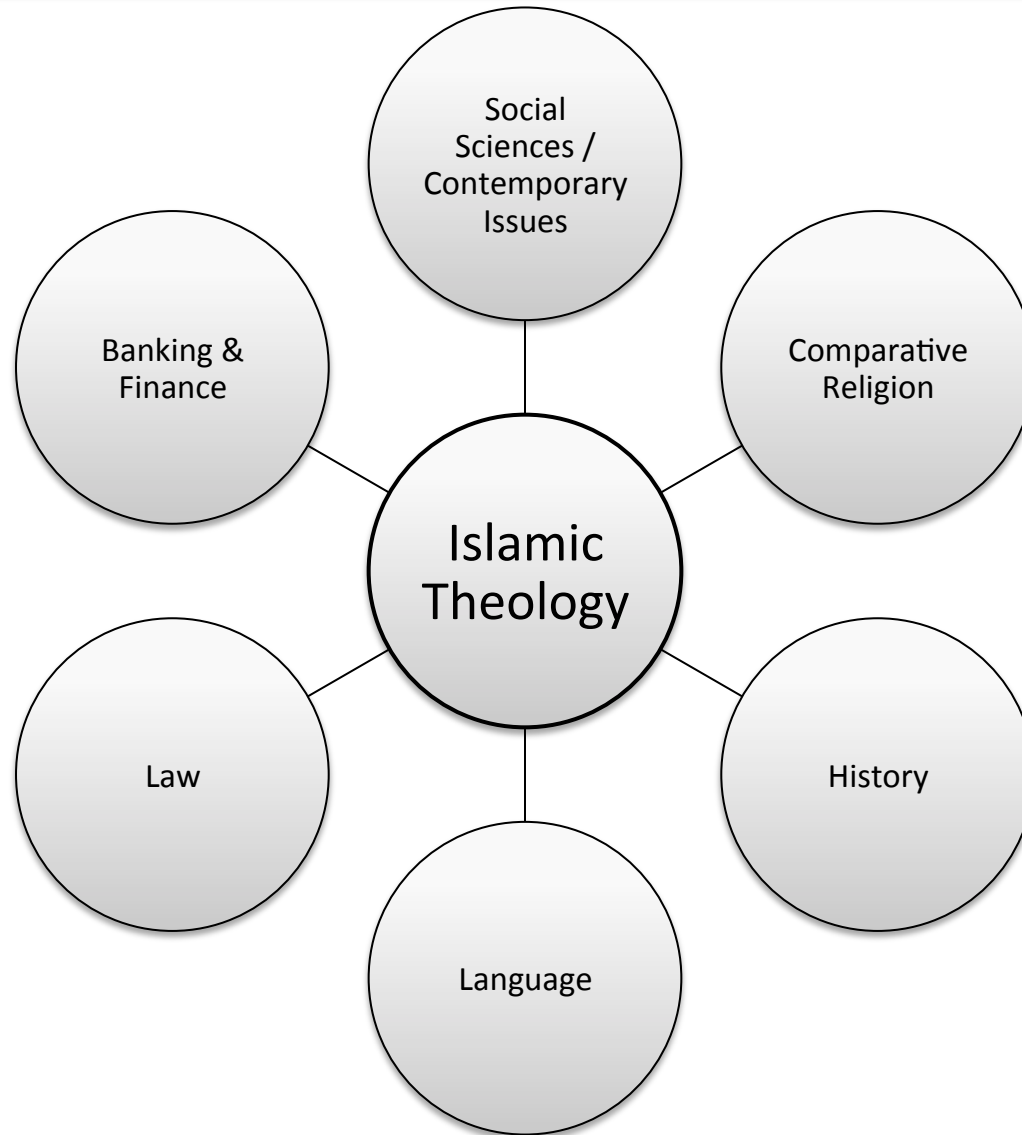 Social
Sciences /
Contemporary
Issues
Banking &
Finance
Comparative
Religion
Islamic
Theology
Law
History
Language